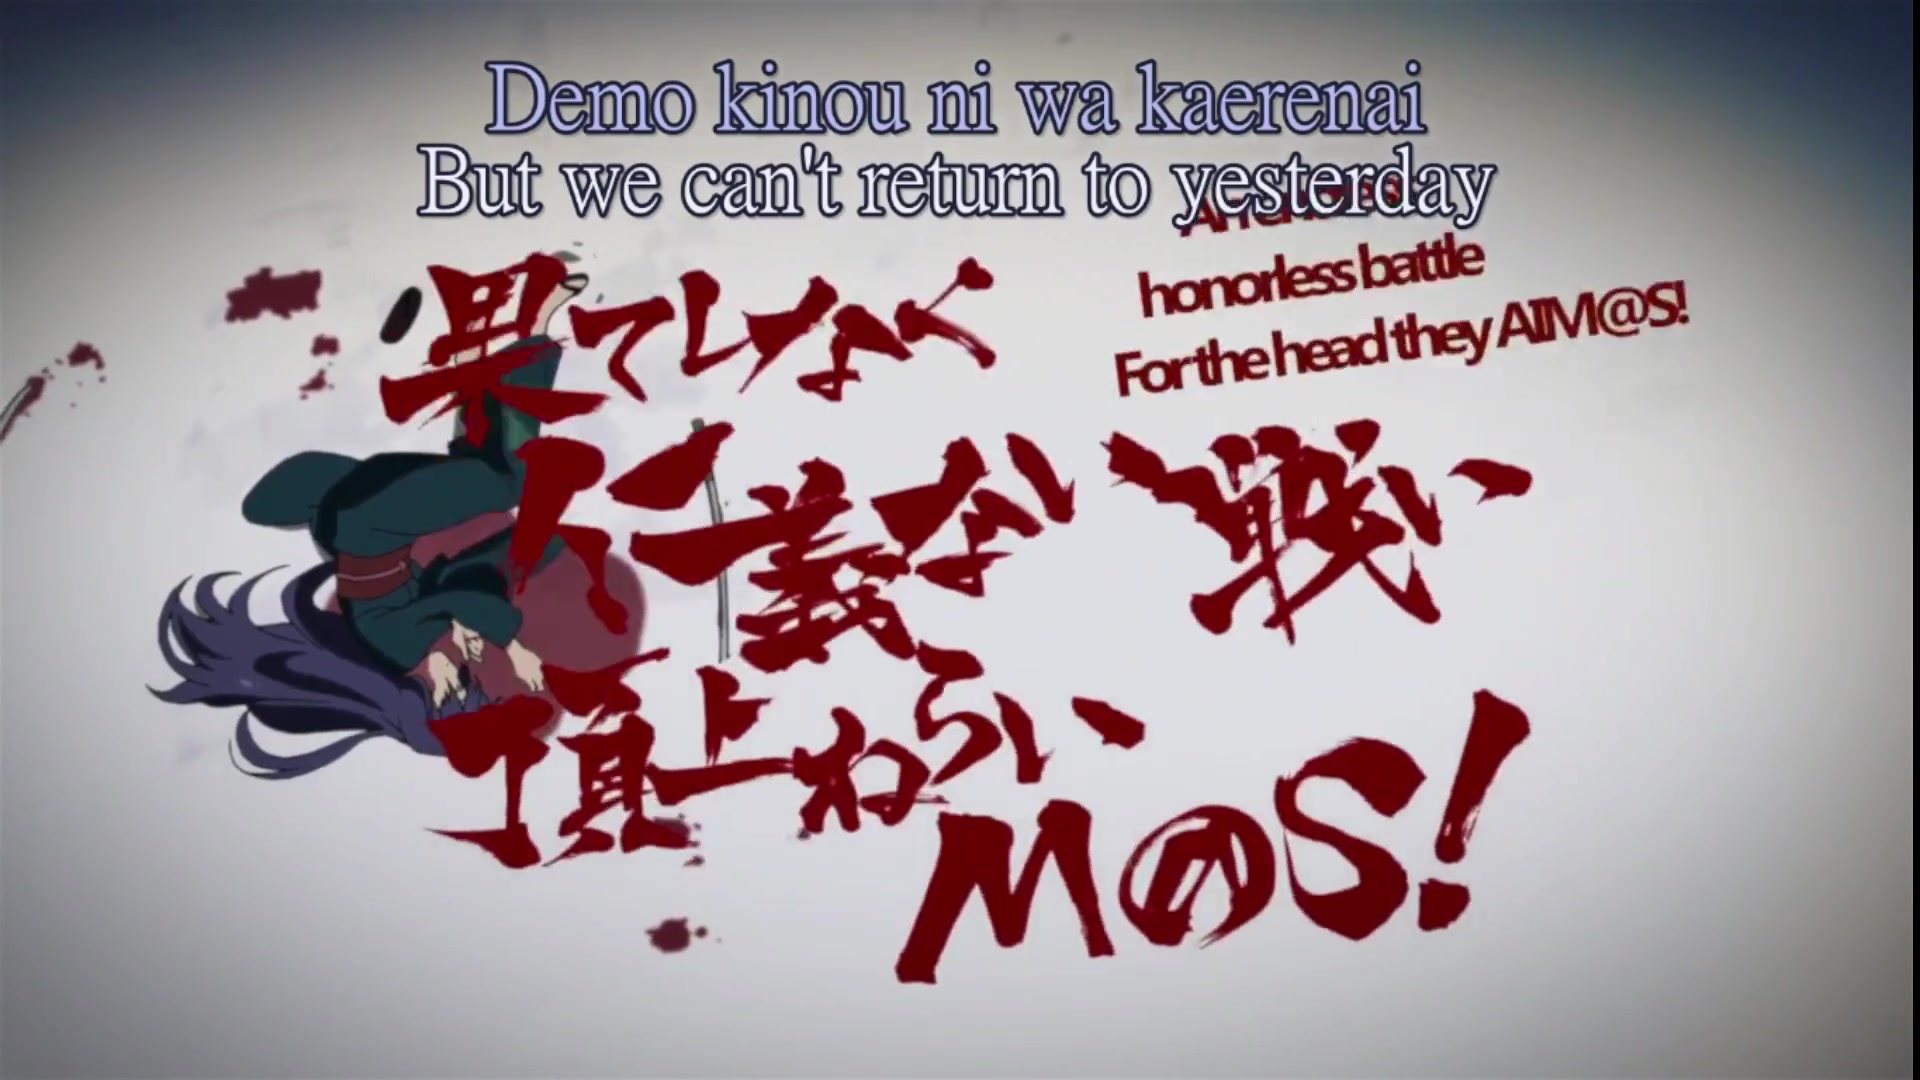 Demo kinou ni wa kaerenai
But we can't return to yesterday
honorless battle
For the head they AIM@S!
果てしなく
仁義ない戦い
頂上ねらい
M@S!